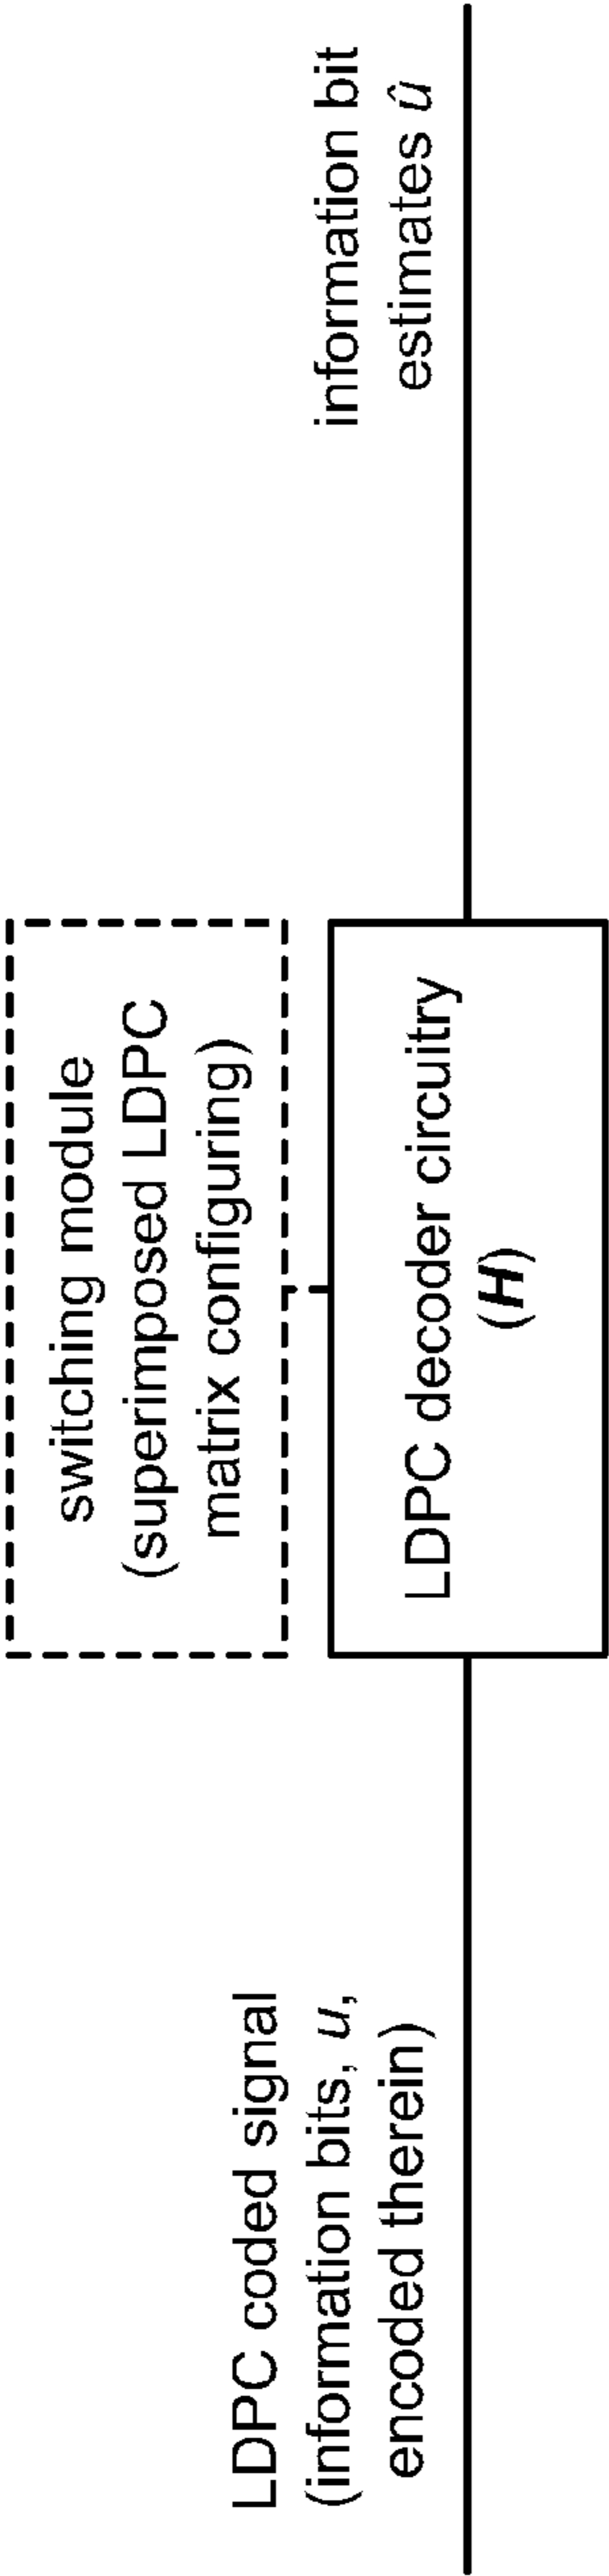 LDPC coded signal
(information bits, u,
encoded therein)
switching module
(superimposed LDPC
matrix configuring)
LDPC decoder circuitry
(H)
information bit
estimates û